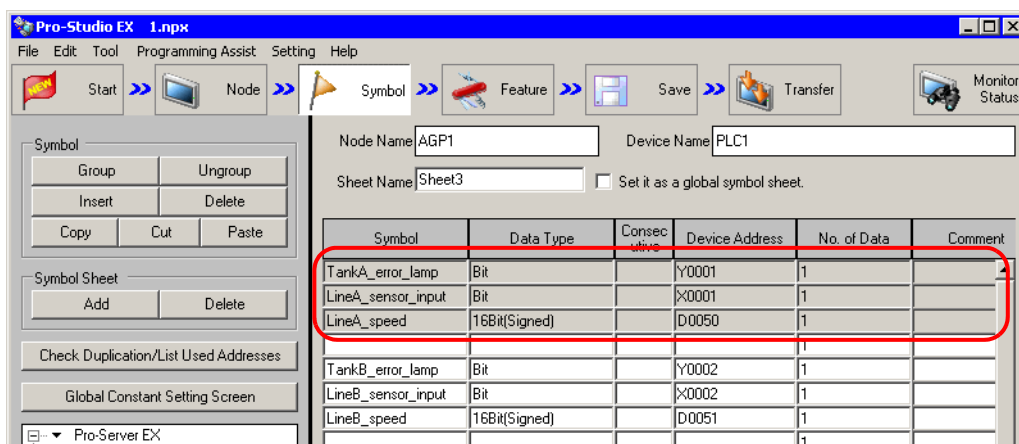 Pro-Studio EX 1.npx
File Edit Tool Programming Assist Setting Help
NEW Start Node Symbol Feature Save Transfer Monitor Status
Symbol
Group Ungroup
Insert Delete
Copy Cut Paste
Symbol Sheet
Add Delete
Check Duplication/List Used Addresses
Global Constant Setting Screen
Pro-Server EX
Node Name AGP1 Device Name PLC1
Sheet Name Sheet3 Set it as a global symbol sheet.
Symbol Data Type Consecutive Device Address No. of Data Comment
TankA_error_lamp Bit Y0001 1
LineA_sensor_input Bit X0001 1
LineA_speed 16Bit(Signed) D0050 1
1
TankB_error_lamp Bit Y0002 1
LineB_sensor_input Bit X0002 1
LineB_speed 16Bit(Signed) D0051 1
1